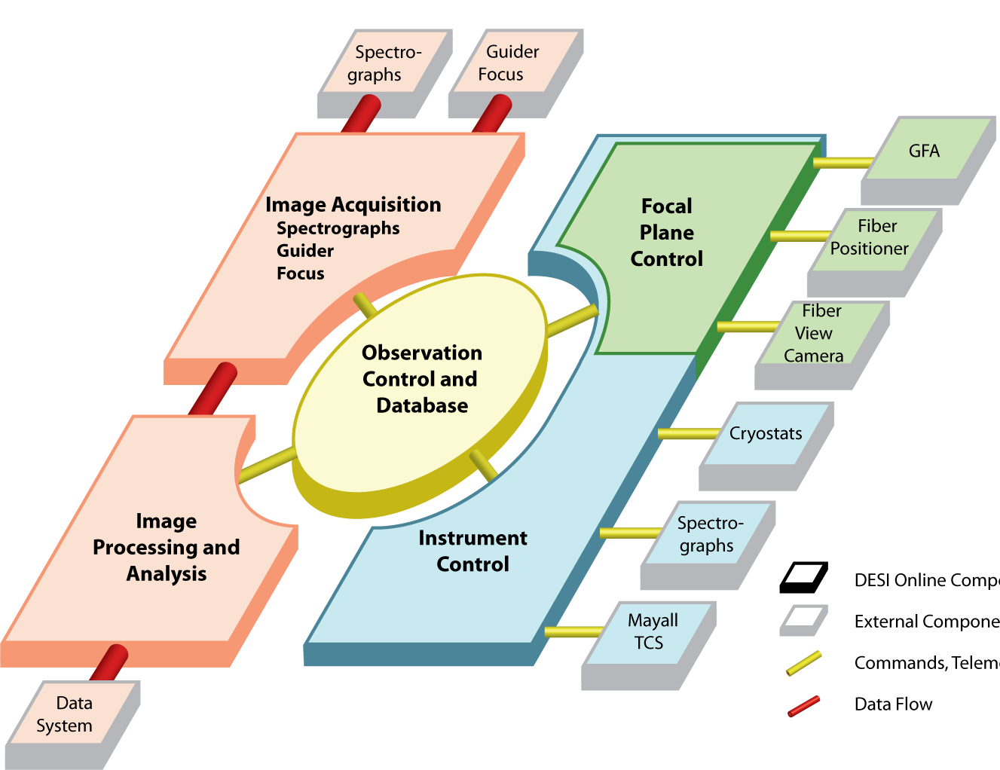 Spectro-
graphs
Guider
Focus
GFA
Image Acquisition
Spectrographs
Guider
Focus
Focal
Plane
Control
Fiber
Positioner
Fiber
View
Camera
Observation
Control and
Database
Cryostats
Image
Processing and
Analysis
Instrument
Control
Spectro-
graphs
Mayall
TCS
Data
System
DESI Online Comp
External Compone
Commands, Telem
Data Flow